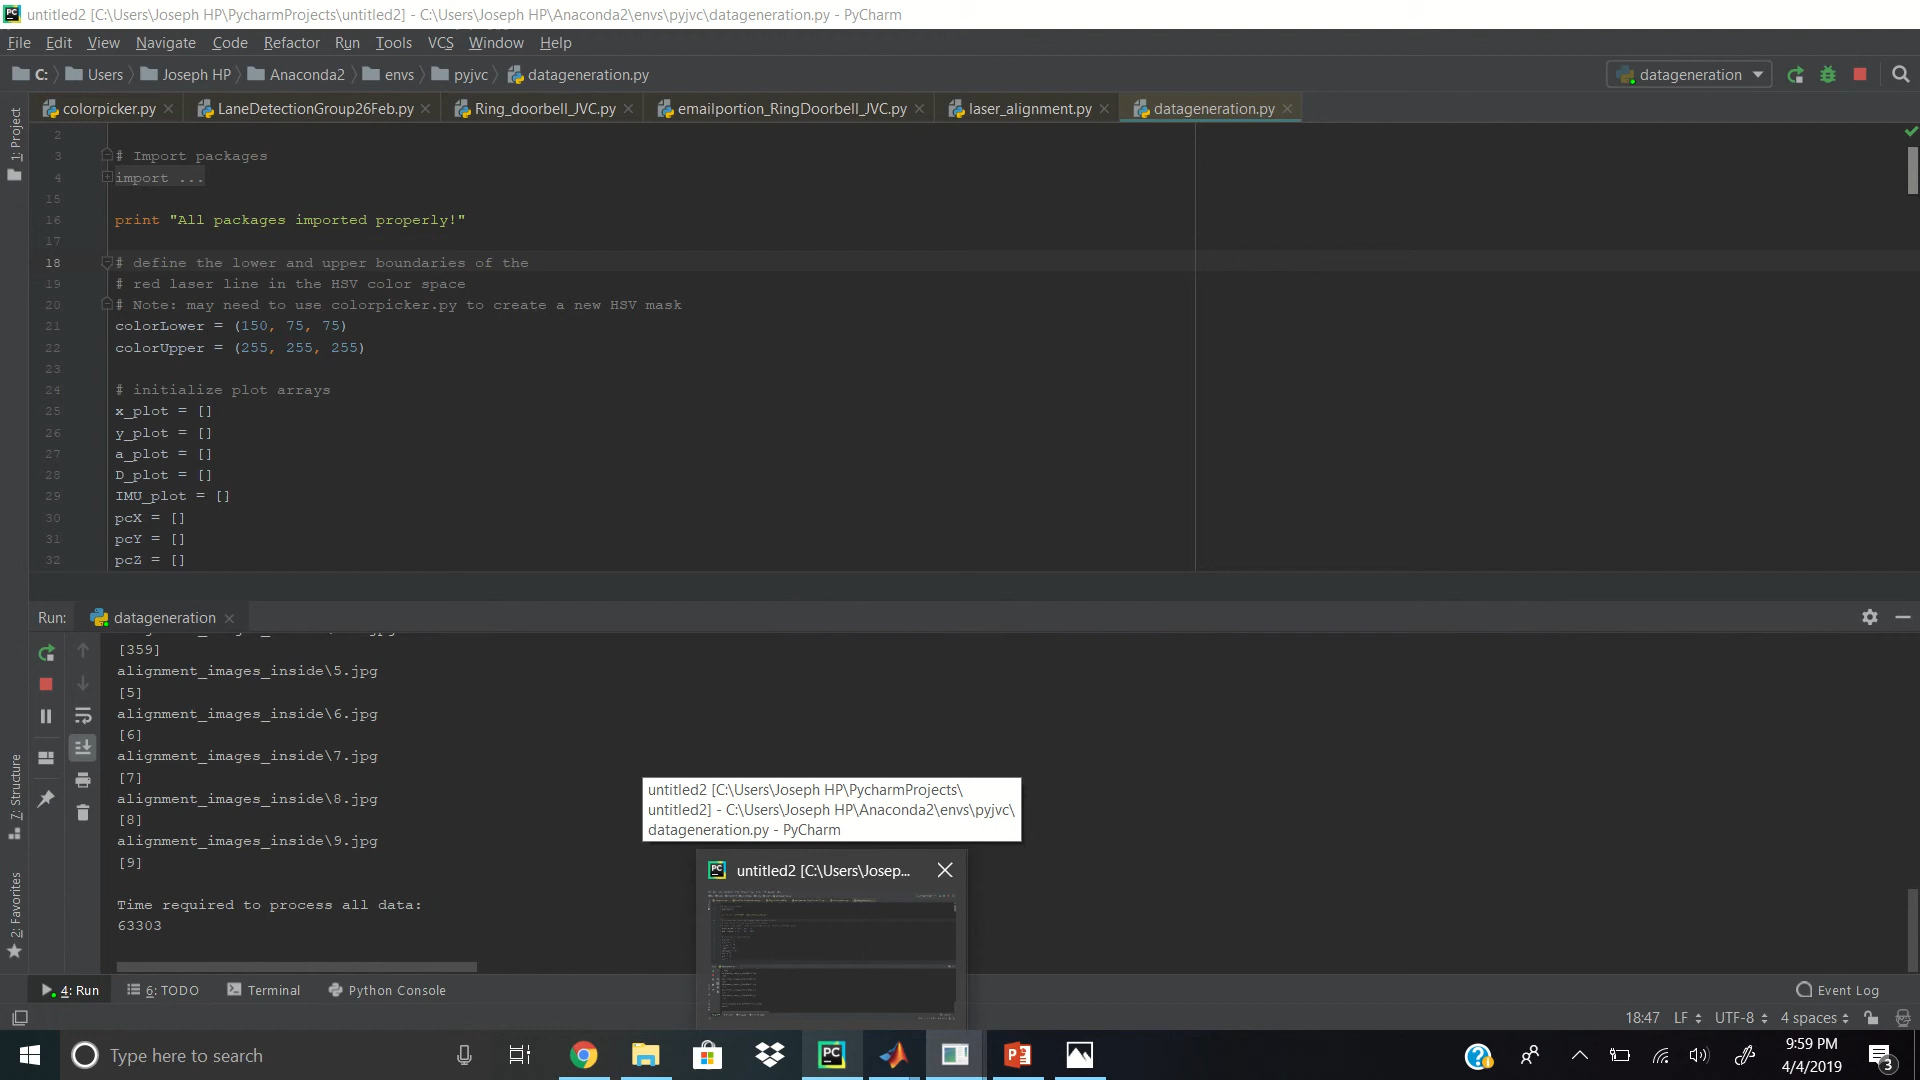 untitled2 [C:\Users\Joseph HP\PycharmProjects\untitled2] - C:\Users\Joseph HP\Anaconda2\envs\pyjvc\datageneration.py - PyCharm
File Edit View Navigate Code Refactor Run Tools VCS Window Help
C: Users Joseph HP Anaconda2 envs pyjvc datageneration.py
datageneration
colorpicker.py LaneDetectionGroup26Feb.py Ring_doorbell_JVC.py emailportion_RingDoorbell_JVC.py laser_alignment.py datageneration.py
1: Project
2
3 # Import packages
4 import ...
15
16 print "All packages imported properly!"
17
18 # define the lower and upper boundaries of the
19 # red laser line in the HSV color space
20 # Note: may need to use colorpicker.py to create a new HSV mask
21 colorLower = (150, 75, 75)
22 colorUpper = (255, 255, 255)
23
24 # initialize plot arrays
25 x_plot = []
26 y_plot = []
27 a_plot = []
28 D_plot = []
29 IMU_plot = []
30 pcX = []
31 pcY = []
32 pcZ = []
Run: datageneration
[359]
alignment_images_inside\5.jpg
[5]
alignment_images_inside\6.jpg
[6]
alignment_images_inside\7.jpg
[7]
alignment_images_inside\8.jpg
[8]
alignment_images_inside\9.jpg
[9]
Time required to process all data:
63303
7: Structure
2: Favorites
untitled2 [C:\Users\Joseph HP\PycharmProjects\
untitled2] - C:\Users\Joseph HP\Anaconda2\envs\pyjvc\
datageneration.py - PyCharm
untitled2 [C:\Users\Josep...
4: Run 6: TODO Terminal Python Console
Event Log
18:47 LF UTF-8 4 spaces
Type here to search
9:59 PM
4/4/2019
3